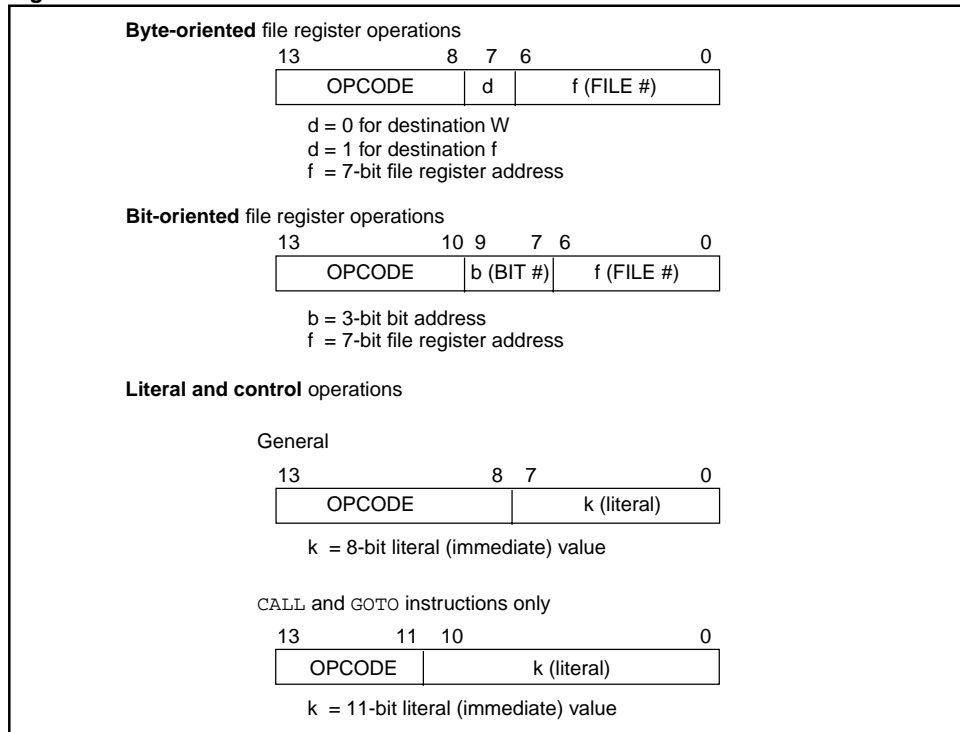 Byte-oriented file register operations
13 8 7 6 0
OPCODE d f (FILE #)
d = 0 for destination W
d = 1 for destination f
f = 7-bit file register address
Bit-oriented file register operations
13 10 9 7 6 0
OPCODE b (BIT #) f (FILE #)
b = 3-bit bit address
f = 7-bit file register address
Literal and control operations
General
13 8 7 0
OPCODE k (literal)
k = 8-bit literal (immediate) value
CALL and GOTO instructions only
13 11 10 0
OPCODE k (literal)
k = 11-bit literal (immediate) value